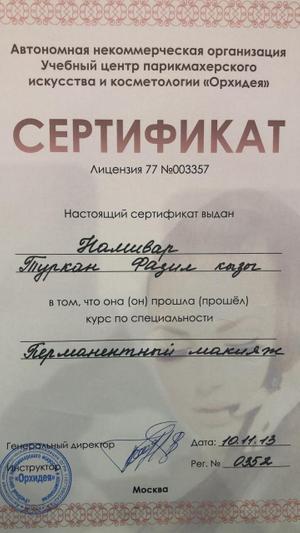 Автономная некоммерческая организация
Учебный центр парикмахерского
искусства и косметологии «Орхидея»
СЕРТИФИКАТ
Лицензия 77 №003357
Настоящий сертификат выдан
Намивар
Туркан Фазил кызы
в том, что она (он) прошла (прошёл)
курс по специальности
Перманентный макияж
Генеральный директор
Дата: 10.11.13
Инструктор
Рег. № 0352
«Орхидея»
Москва